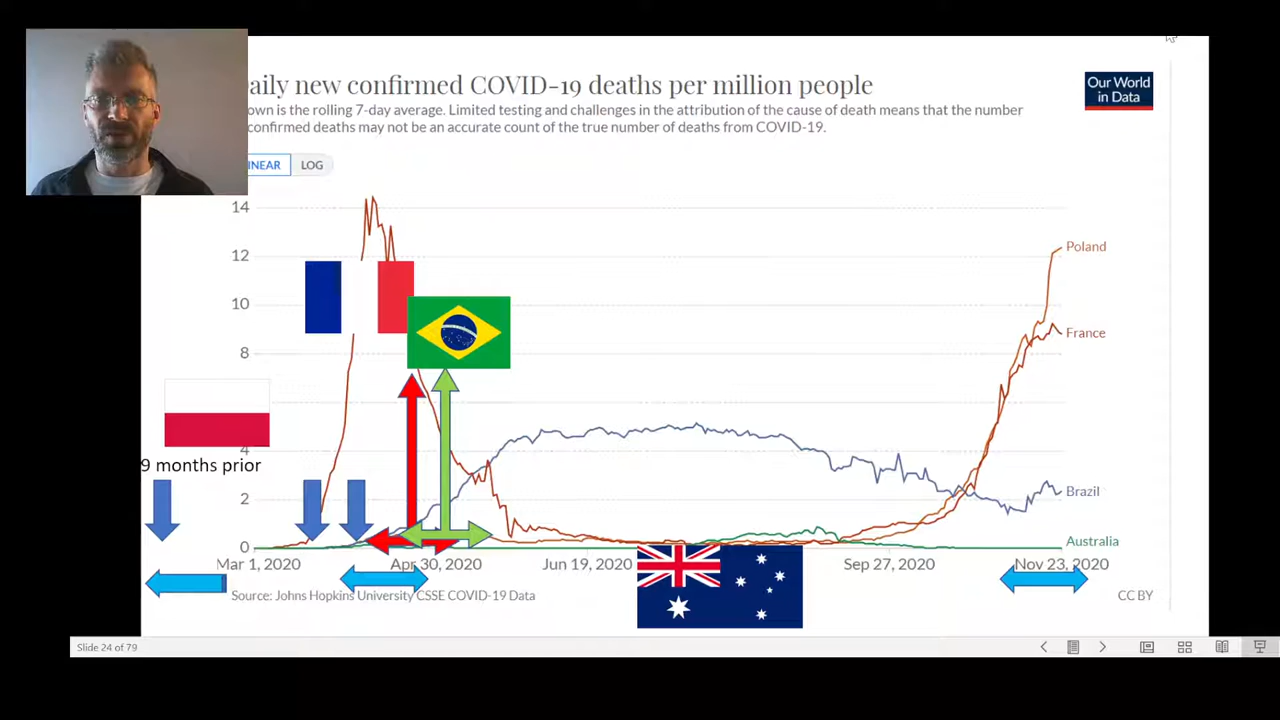 aily new confirmed COVID-19 deaths per million people
own is the rolling 7-day average. Limited testing and challenges in the attribution of the cause of death means that the number
confirmed deaths may not be an accurate count of the true number of deaths from COVID-19.
Our World
in Data
INEAR
LOG
14
12
10
8
4
2
0
9 months prior
Poland
France
Brazil
Australia
Mar 1, 2020
Apr 30, 2020
Jun 19, 2020
Sep 27, 2020
Nov 23, 2020
Source: Johns Hopkins University CSSE COVID-19 Data
CC BY
Slide 24 of 79